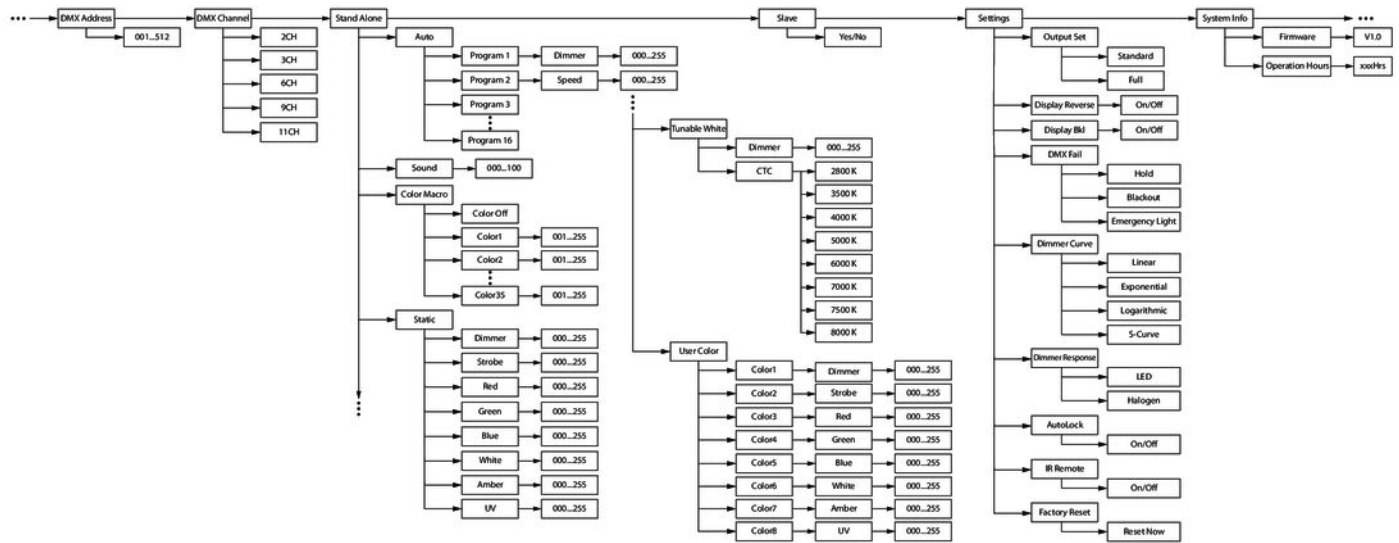 DMX Address
001...512
DMX Channel
2CH
3CH
6CH
9CH
11CH
Stand Alone
Auto
Program 1
Dimmer
000...255
Program 2
Speed
000...255
Program 3
Program 16
Sound
000...100
Color Macro
Color Off
Color1
001...255
Color2
001...255
Color35
001...255
Static
Dimmer
000...255
Strobe
000...255
Red
000...255
Green
000...255
Blue
000...255
White
000...255
Amber
000...255
UV
000...255
Tunable White
Dimmer
000...255
CTC
2800 K
3500 K
4000 K
5000 K
6000 K
7000 K
7500 K
8000 K
User Color
Color1
Dimmer
000...255
Color2
Strobe
000...255
Color3
Red
000...255
Color4
Green
000...255
Color5
Blue
000...255
Color6
White
000...255
Color7
Amber
000...255
Color8
UV
000...255
Slave
Yes/No
Settings
Output Set
Standard
Full
Display Reverse
On/Off
Display Bkl
On/Off
DMX Fail
Hold
Blackout
Emergency Light
Dimmer Curve
Linear
Exponential
Logarithmic
S-Curve
Dimmer Response
LED
Halogen
AutoLock
On/Off
IR Remote
On/Off
Factory Reset
Reset Now
System Info
Firmware
V1.0
Operation Hours
xxxHrs